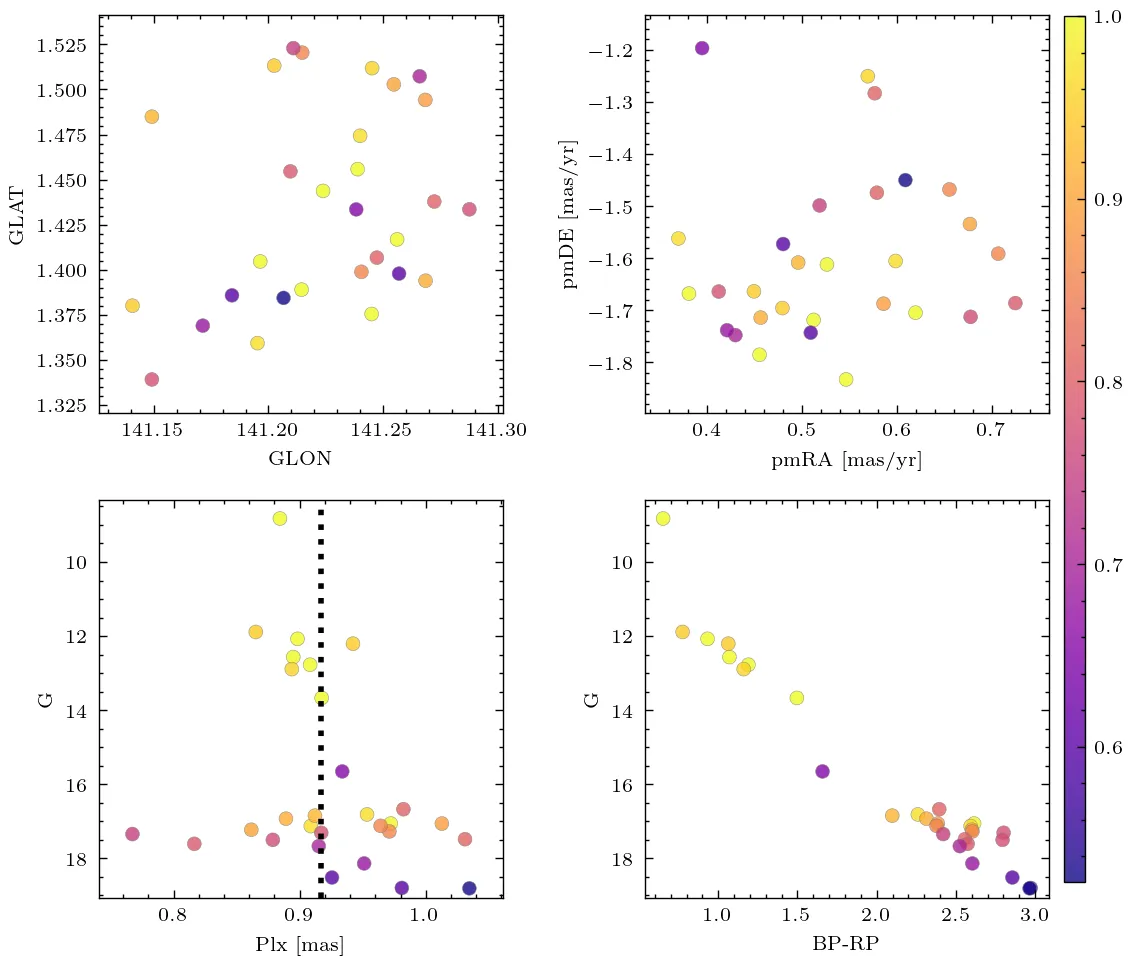 1.525
1.500
1.475
1.450
1.425
1.400
1.375
1.350
1.325
GLAT
141.15 141.20 141.25 141.30
GLON
−1.2
−1.3
−1.4
−1.5
−1.6
−1.7
−1.8
pmDE [mas/yr]
0.4 0.5 0.6 0.7
pmRA [mas/yr]
1.0
0.9
0.8
0.7
0.6
10
12
14
16
18
G
0.8 0.9 1.0
Plx [mas]
10
12
14
16
18
G
1.0 1.5 2.0 2.5 3.0
BP-RP